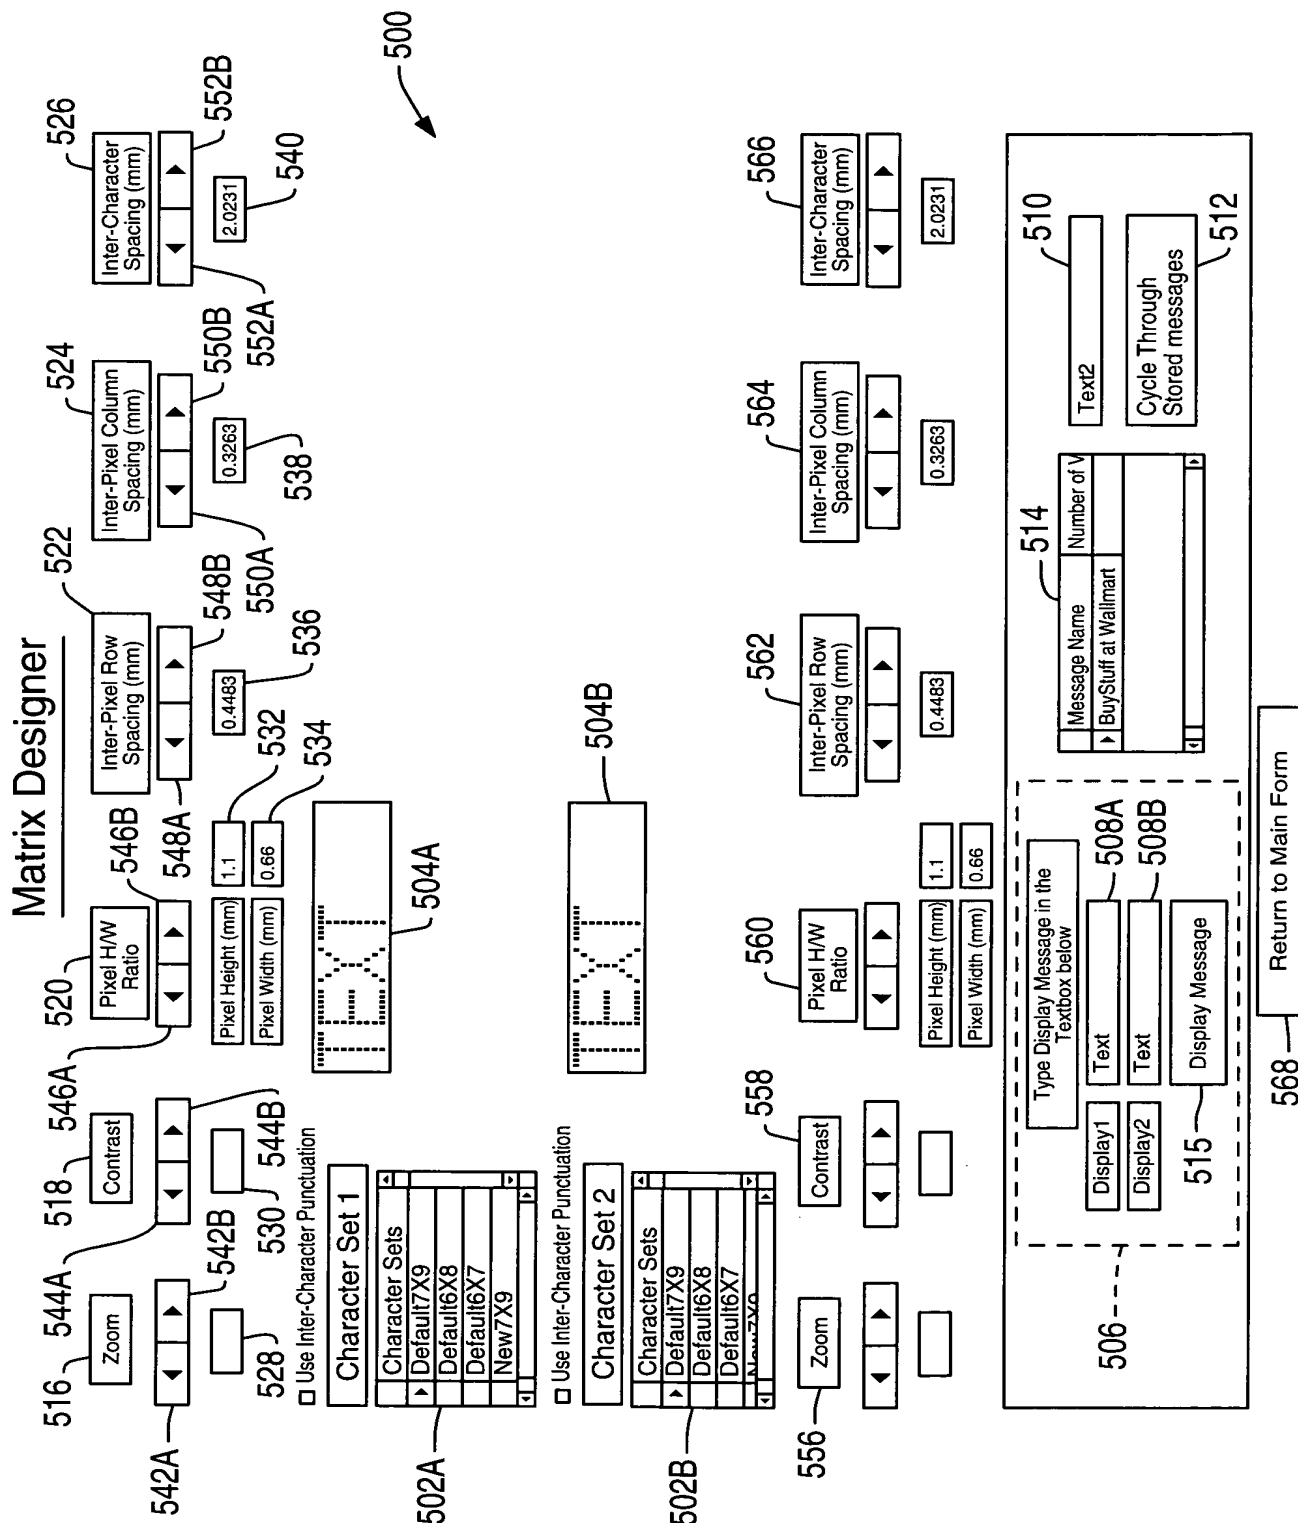 Matrix Designer
516
518
520
522
524
526
Zoom
Contrast
Pixel H/W
Ratio
Inter-Pixel Row
Spacing (mm)
Inter-Pixel Column
Spacing (mm)
Inter-Character
Spacing (mm)
542A
544A
542B
546A
544B
546B
548A
548B
550A
550B
552A
552B
528
530
Pixel Height (mm)
1.1
532
Pixel Width (mm)
0.66
534
0.4483
536
0.3263
538
2.0231
540
500
Use Inter-Character Punctuation
Character Set 1
Character Sets
Default7X9
Default6X8
Default6X7
New7X9
502A
TEXT
504A
Use Inter-Character Punctuation
Character Set 2
Character Sets
Default7X9
Default6X8
Default6X7
New7X9
502B
TEXT
504B
556
558
560
562
564
566
Zoom
Contrast
Pixel H/W
Ratio
Inter-Pixel Row
Spacing (mm)
Inter-Pixel Column
Spacing (mm)
Inter-Character
Spacing (mm)
Pixel Height (mm)
1.1
Pixel Width (mm)
0.66
0.4483
0.3263
2.0231
506
Type Display Message in the
Textbox below
Display1
Text
508A
Display2
Text
508B
515
Display Message
514
Message Name
Number of V
BuyStuff at Wallmart
Text2
510
Cycle Through
Stored messages
512
568
Return to Main Form